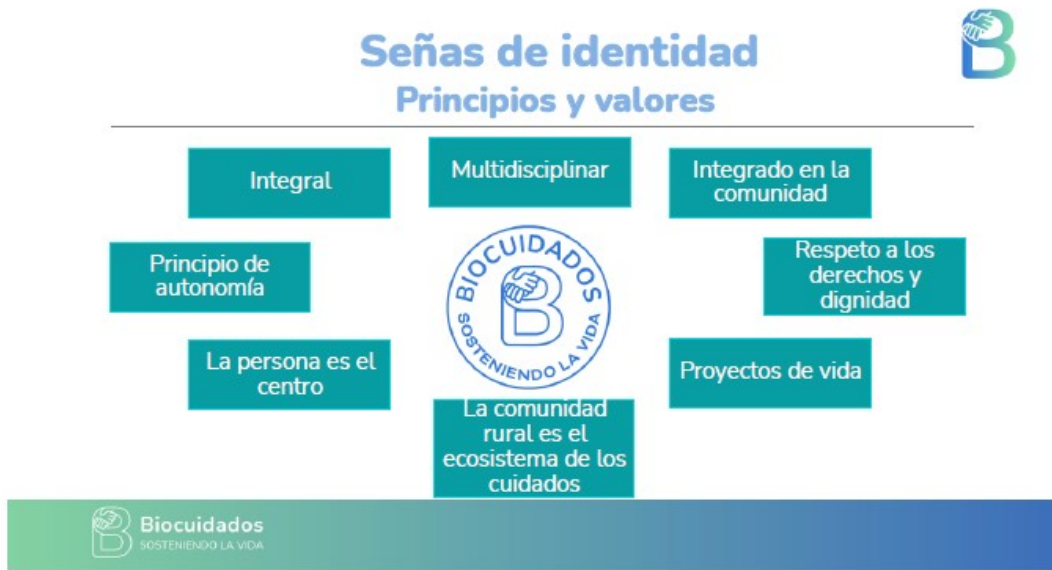 Señas de identidad
Principios y valores
Integral
Multidisciplinar
Integrado en la
comunidad
Principio de
autonomía
Respeto a los
derechos y
dignidad
La persona es el
centro
Proyectos de vida
La comunidad
rural es el
ecosistema de los
cuidados
BIOCUIDADOS
SOSTENIENDO LA VIDA
Biocuidados
SOSTENIENDO LA VIDA